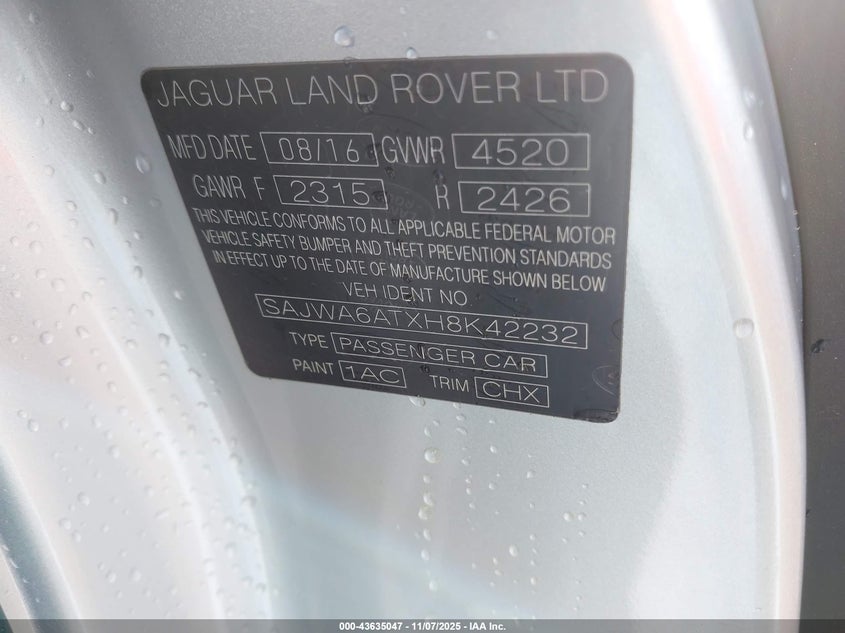 JAGUAR LAND ROVER LTD
MFD DATE 08/16 GVWR 4520
GAWR F 2315 R 2426
THIS VEHICLE CONFORMS TO ALL APPLICABLE FEDERAL MOTOR
VEHICLE SAFETY BUMPER AND THEFT PREVENTION STANDARDS
IN EFFECT UP TO THE DATE OF MANUFACTURE SHOWN BELOW
VEH IDENT NO.
SAJWA6ATXH8K42232
TYPE PASSENGER CAR
PAINT 1AC TRIM CHX
000-43635047 — 11/07/2025 — IAA Inc.